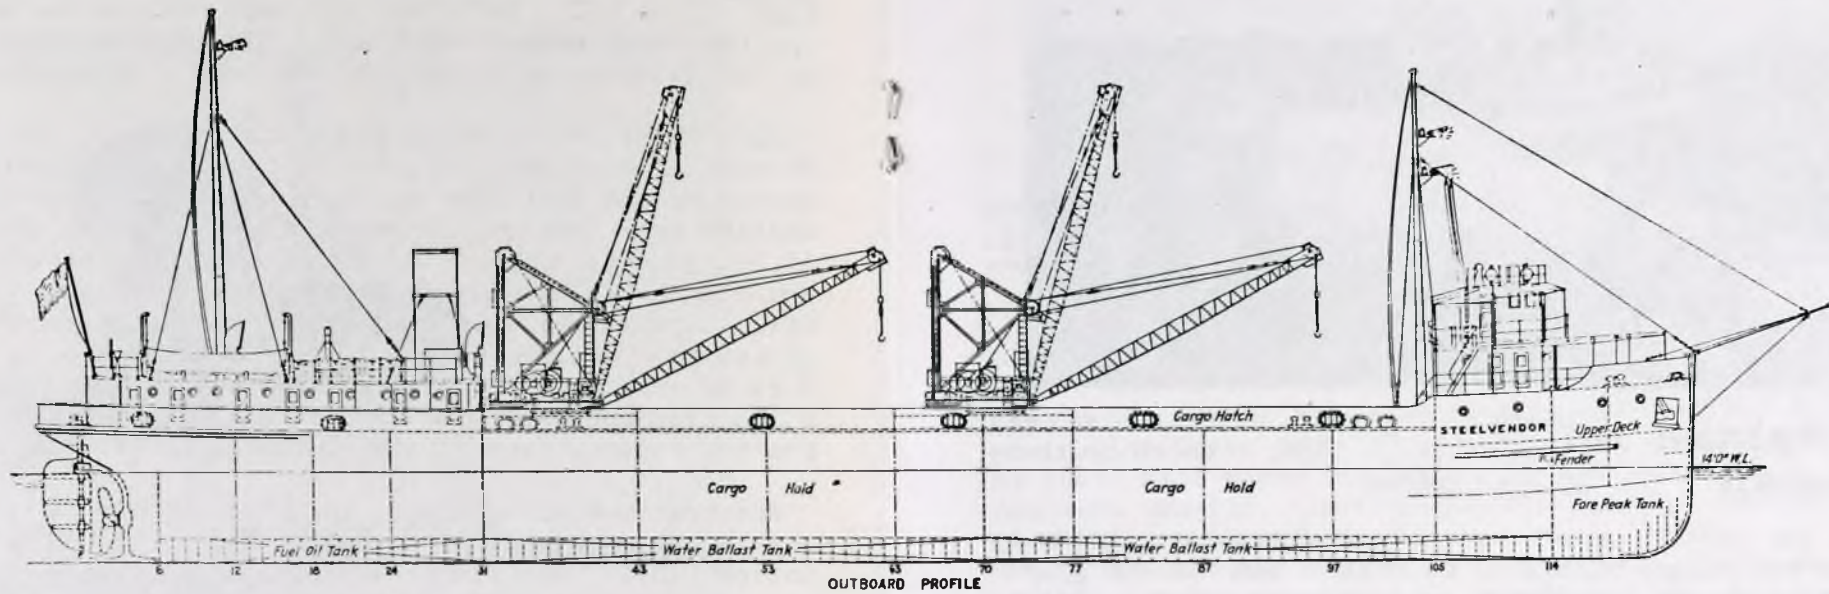 Cargo Hatch
STEELVENDOR
Upper Deck
Fender
14'0" W.L.
Cargo Hold
Cargo Hold
Fore Peak Tank
Fuel Oil Tank
Water Ballast Tank
Water Ballast Tank
6 12 18 24 31 43 53 63 70 77 87 97 105 114
OUTBOARD PROFILE